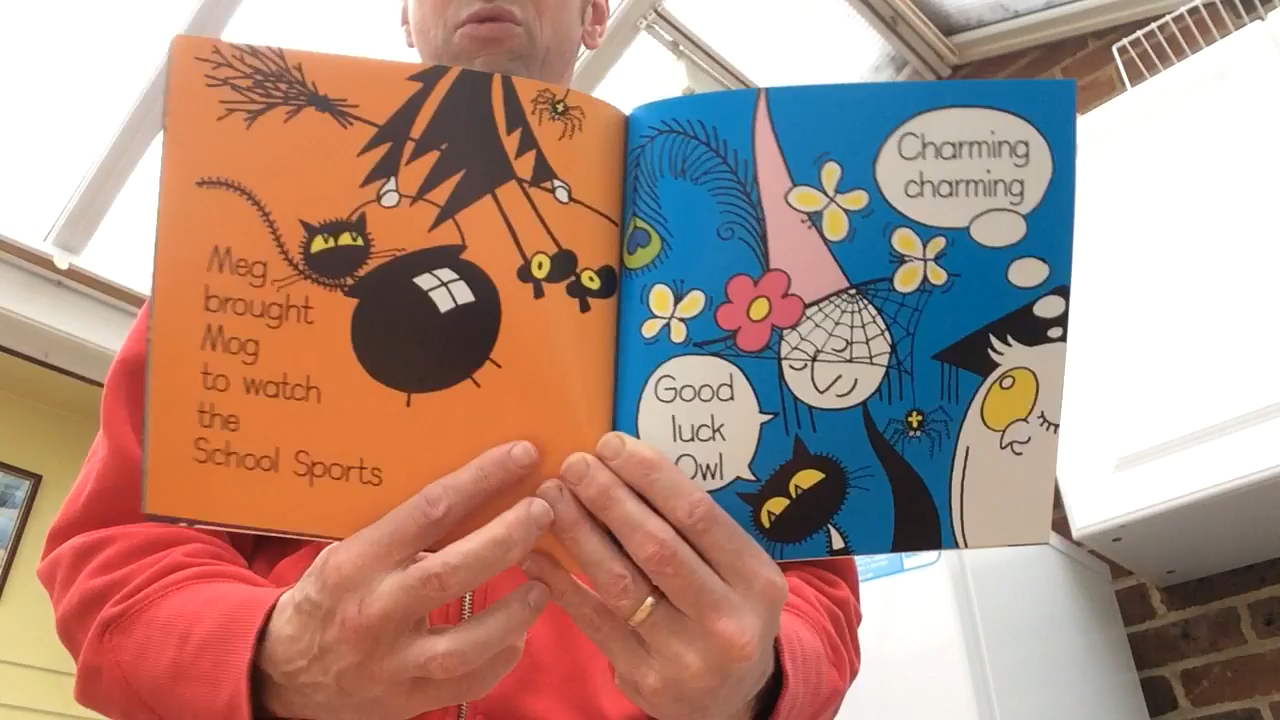 Meg
brought
Mog
to watch
the
School Sports
Charming
charming
Good
luck
Owl